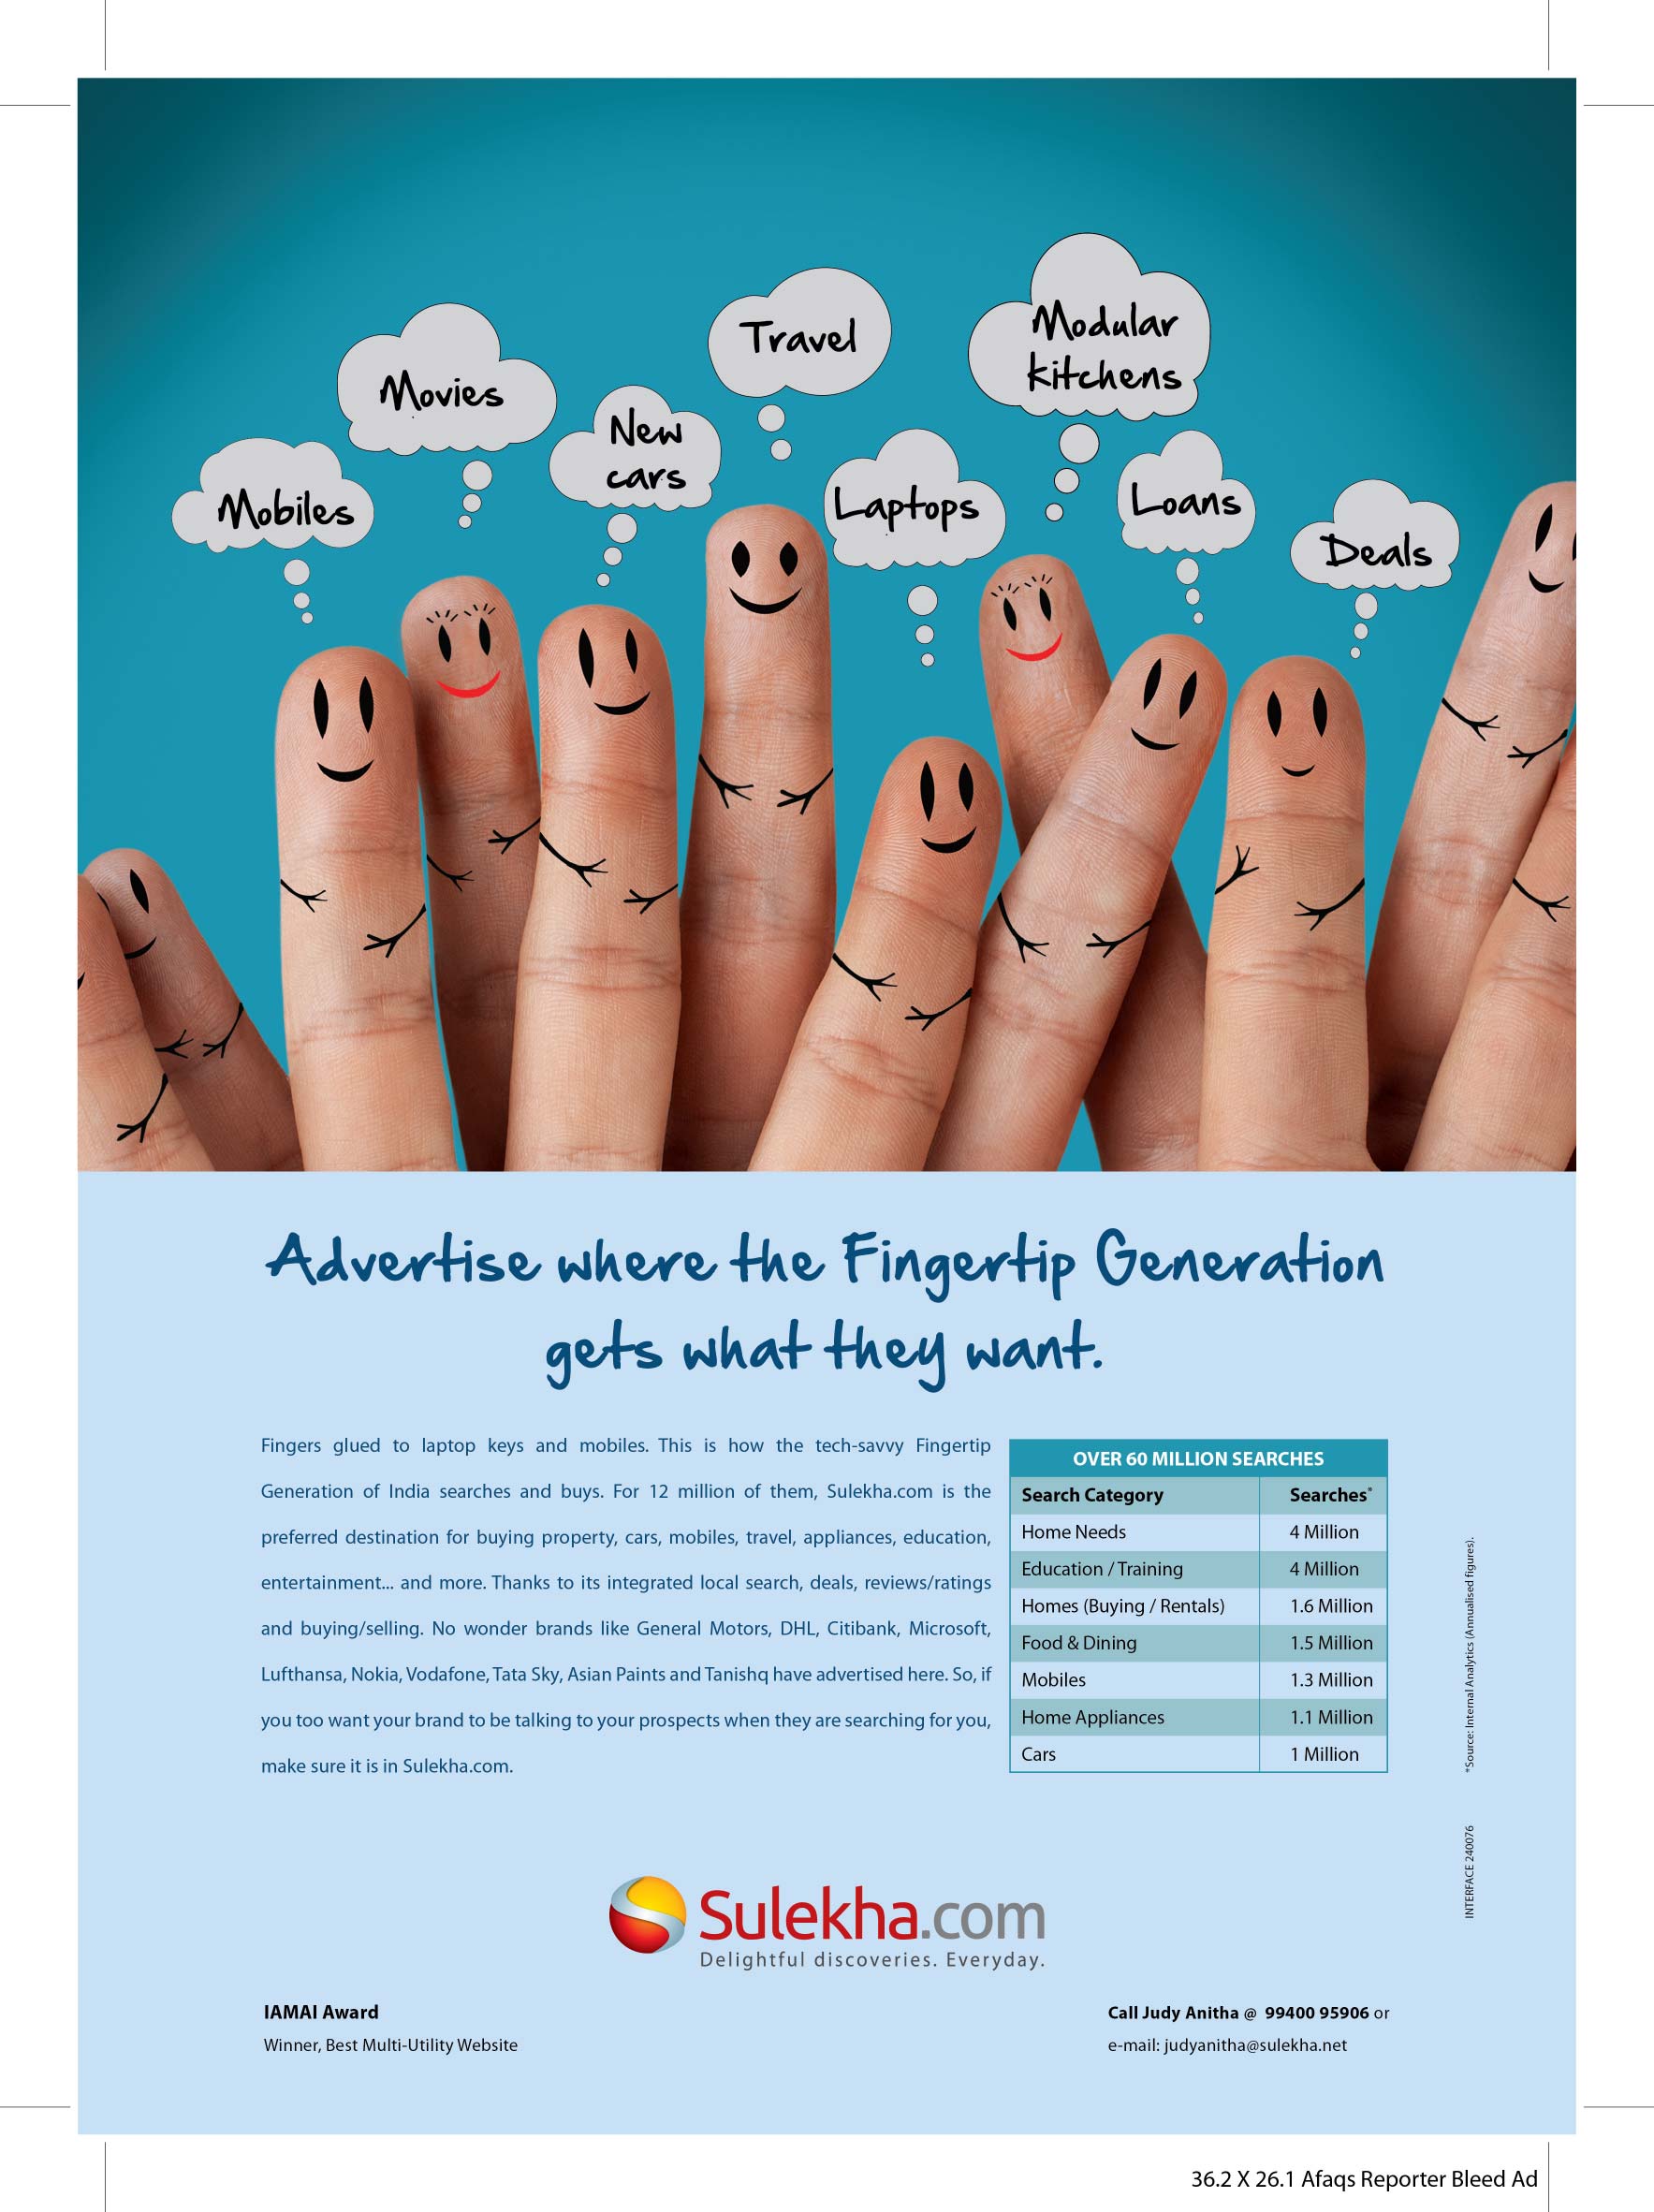 Modular
kitchens
Travel
Movies
New
cars
Mobiles
Laptops
Loans
Deals
Advertise where the Fingertip Generation
gets what they want.
Fingers glued to laptop keys and mobiles. This is how the tech-savvy Fingertip
Generation of India searches and buys. For 12 million of them, Sulekha.com is the
preferred destination for buying property, cars, mobiles, travel, appliances, education,
entertainment... and more. Thanks to its integrated local search, deals, reviews/ratings
and buying/selling. No wonder brands like General Motors, DHL, Citibank, Microsoft,
Lufthansa, Nokia, Vodafone, Tata Sky, Asian Paints and Tanishq have advertised here. So, if
you too want your brand to be talking to your prospects when they are searching for you,
make sure it is in Sulekha.com.
OVER 60 MILLION SEARCHES
Search Category Searches*
Home Needs 4 Million
Education / Training 4 Million
Homes (Buying / Rentals) 1.6 Million
Food & Dining 1.5 Million
Mobiles 1.3 Million
Home Appliances 1.1 Million
Cars 1 Million
*Source: Internal Analytics (Annualised figures).
INTERFACE 240076
Sulekha.com
Delightful discoveries. Everyday.
IAMAI Award
Winner, Best Multi-Utility Website
Call Judy Anitha @ 99400 95906 or
e-mail: judyanitha@sulekha.net
36.2 X 26.1 Afaqs Reporter Bleed Ad